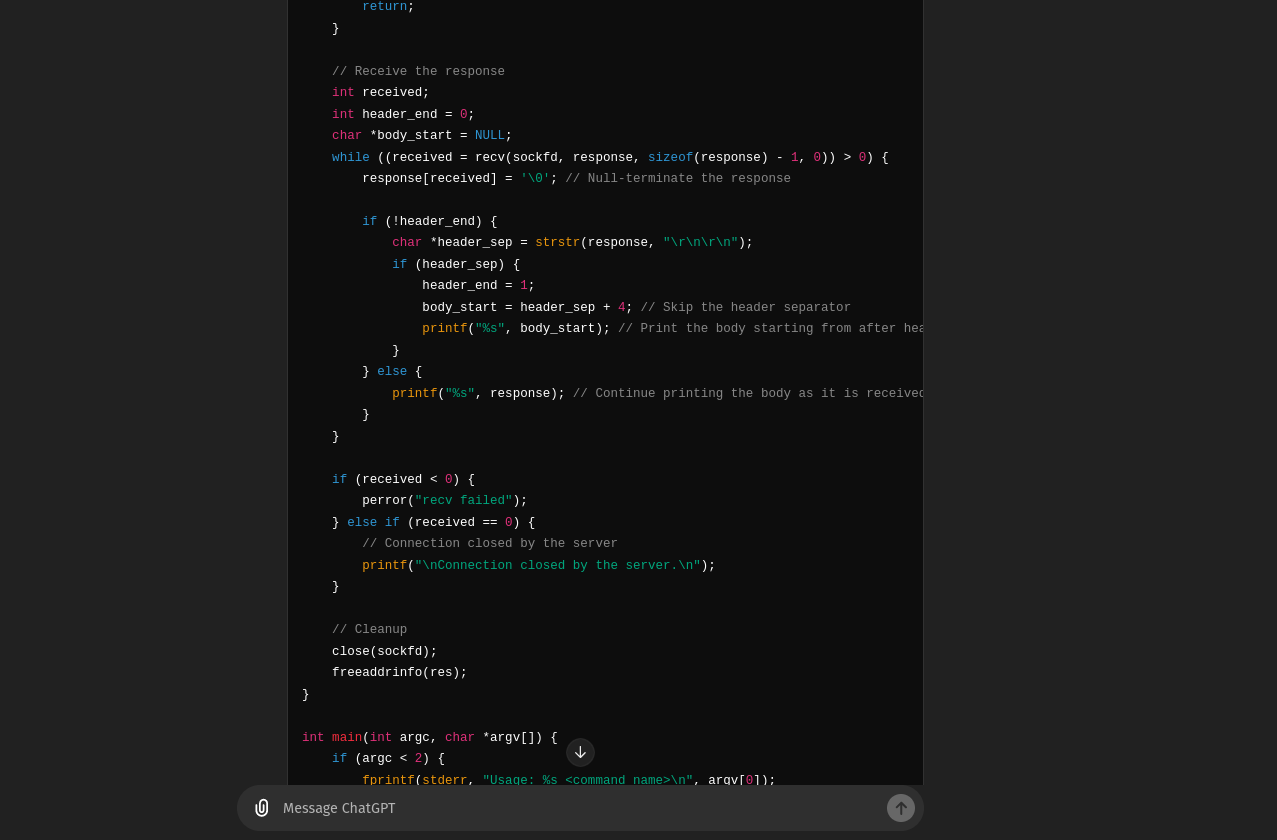 return;
    }

    // Receive the response
    int received;
    int header_end = 0;
    char *body_start = NULL;
    while ((received = recv(sockfd, response, sizeof(response) - 1, 0)) > 0) {
        response[received] = '\0'; // Null-terminate the response

        if (!header_end) {
            char *header_sep = strstr(response, "\r\n\r\n");
            if (header_sep) {
                header_end = 1;
                body_start = header_sep + 4; // Skip the header separator
                printf("%s", body_start); // Print the body starting from after hea
            }
        } else {
            printf("%s", response); // Continue printing the body as it is received
        }
    }

    if (received < 0) {
        perror("recv failed");
    } else if (received == 0) {
        // Connection closed by the server
        printf("\nConnection closed by the server.\n");
    }

    // Cleanup
    close(sockfd);
    freeaddrinfo(res);
}

int main(int argc, char *argv[]) {
    if (argc < 2) {
        fprintf(stderr, "Usage: %s <command name>\n", argv[0]);
Message ChatGPT